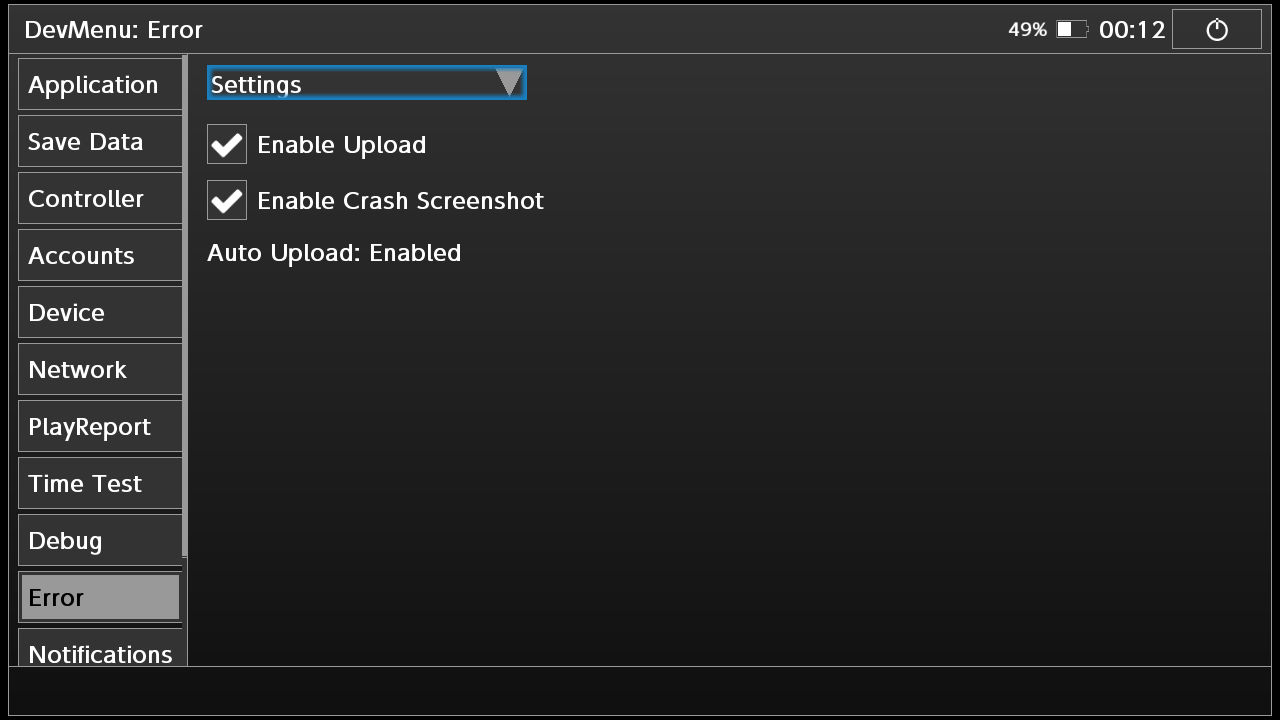 DevMenu: Error
49%
00:12
Application
Save Data
Controller
Accounts
Device
Network
PlayReport
Time Test
Debug
Error
Notifications
Settings
Enable Upload
Enable Crash Screenshot
Auto Upload: Enabled